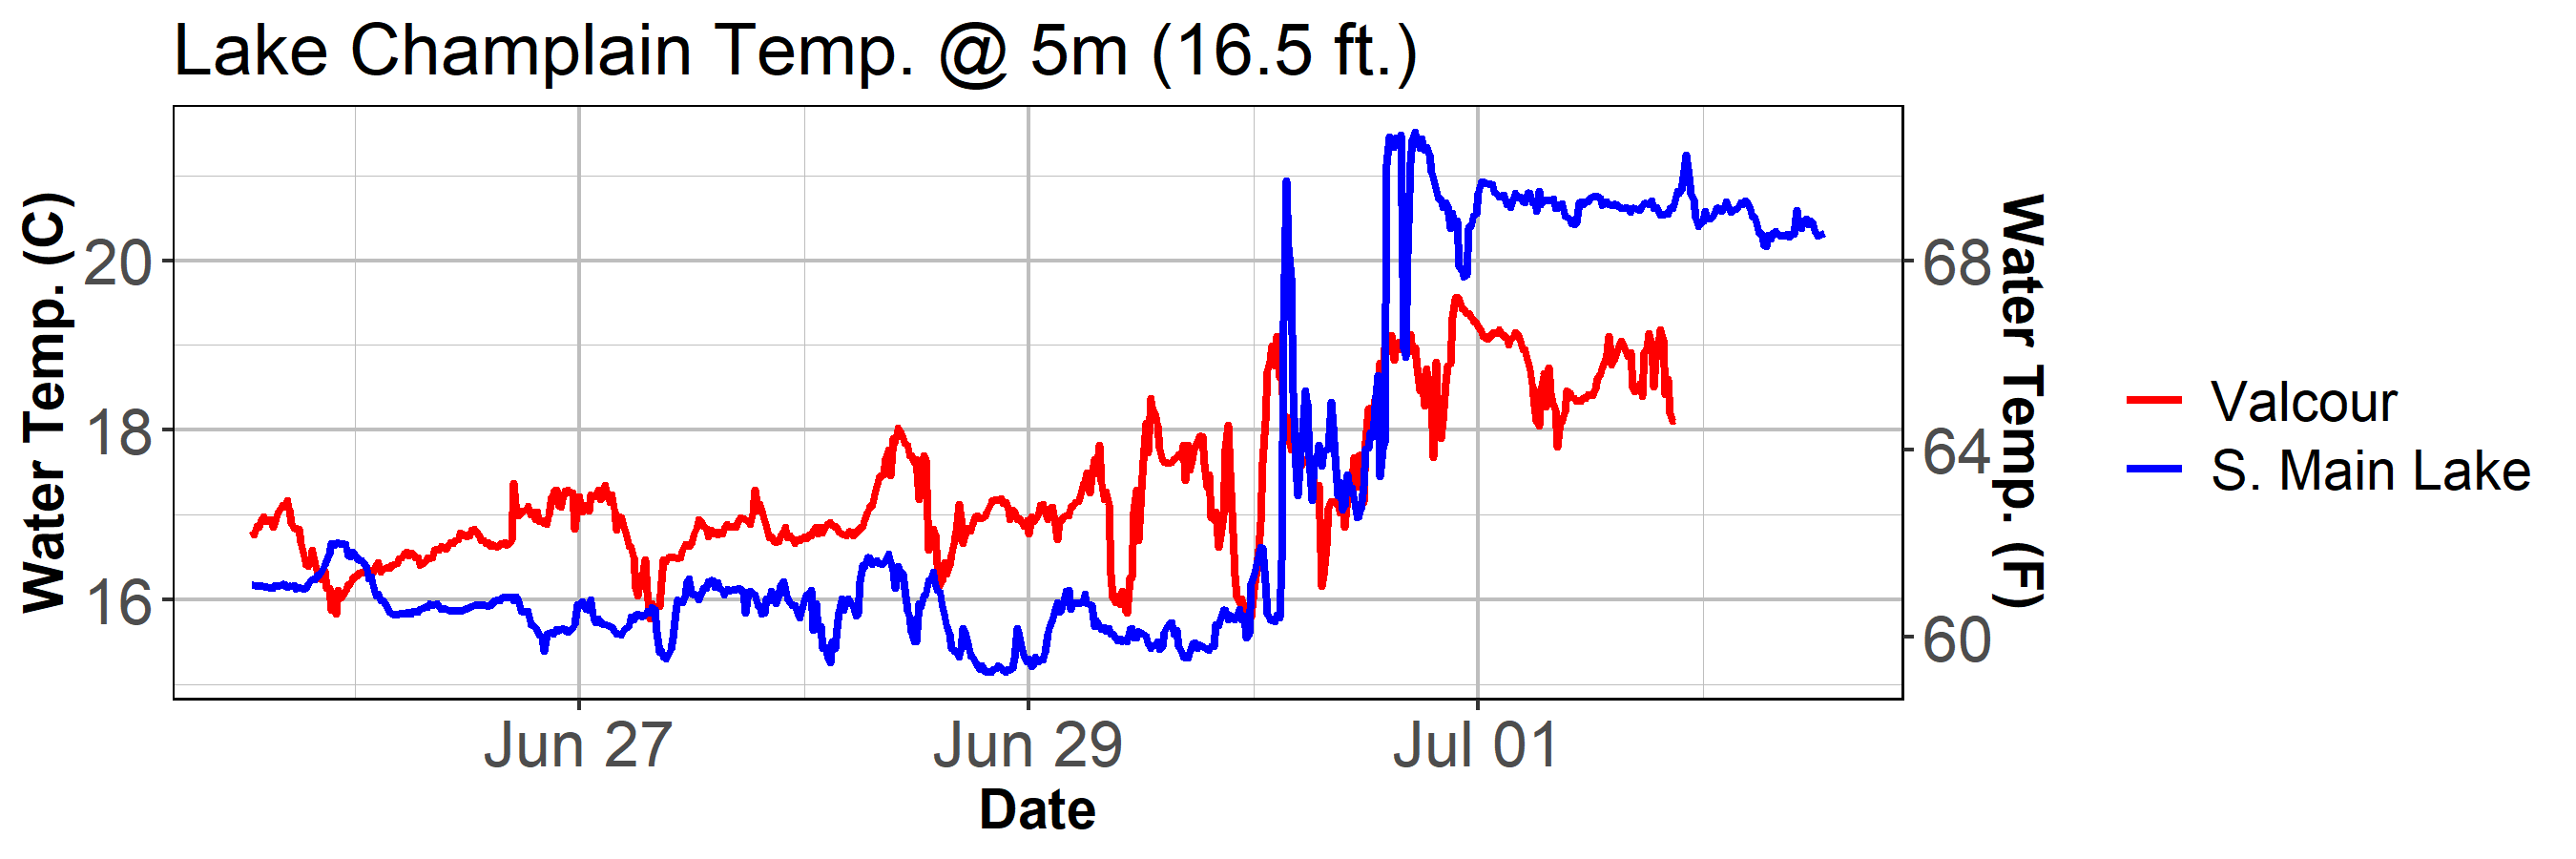 Lake Champlain Temp. @ 5m (16.5 ft.)
Water Temp. (C)
20
18
16
68
64
60
Water Temp. (F)
Jun 27
Jun 29
Jul 01
Date
Valcour
S. Main Lake